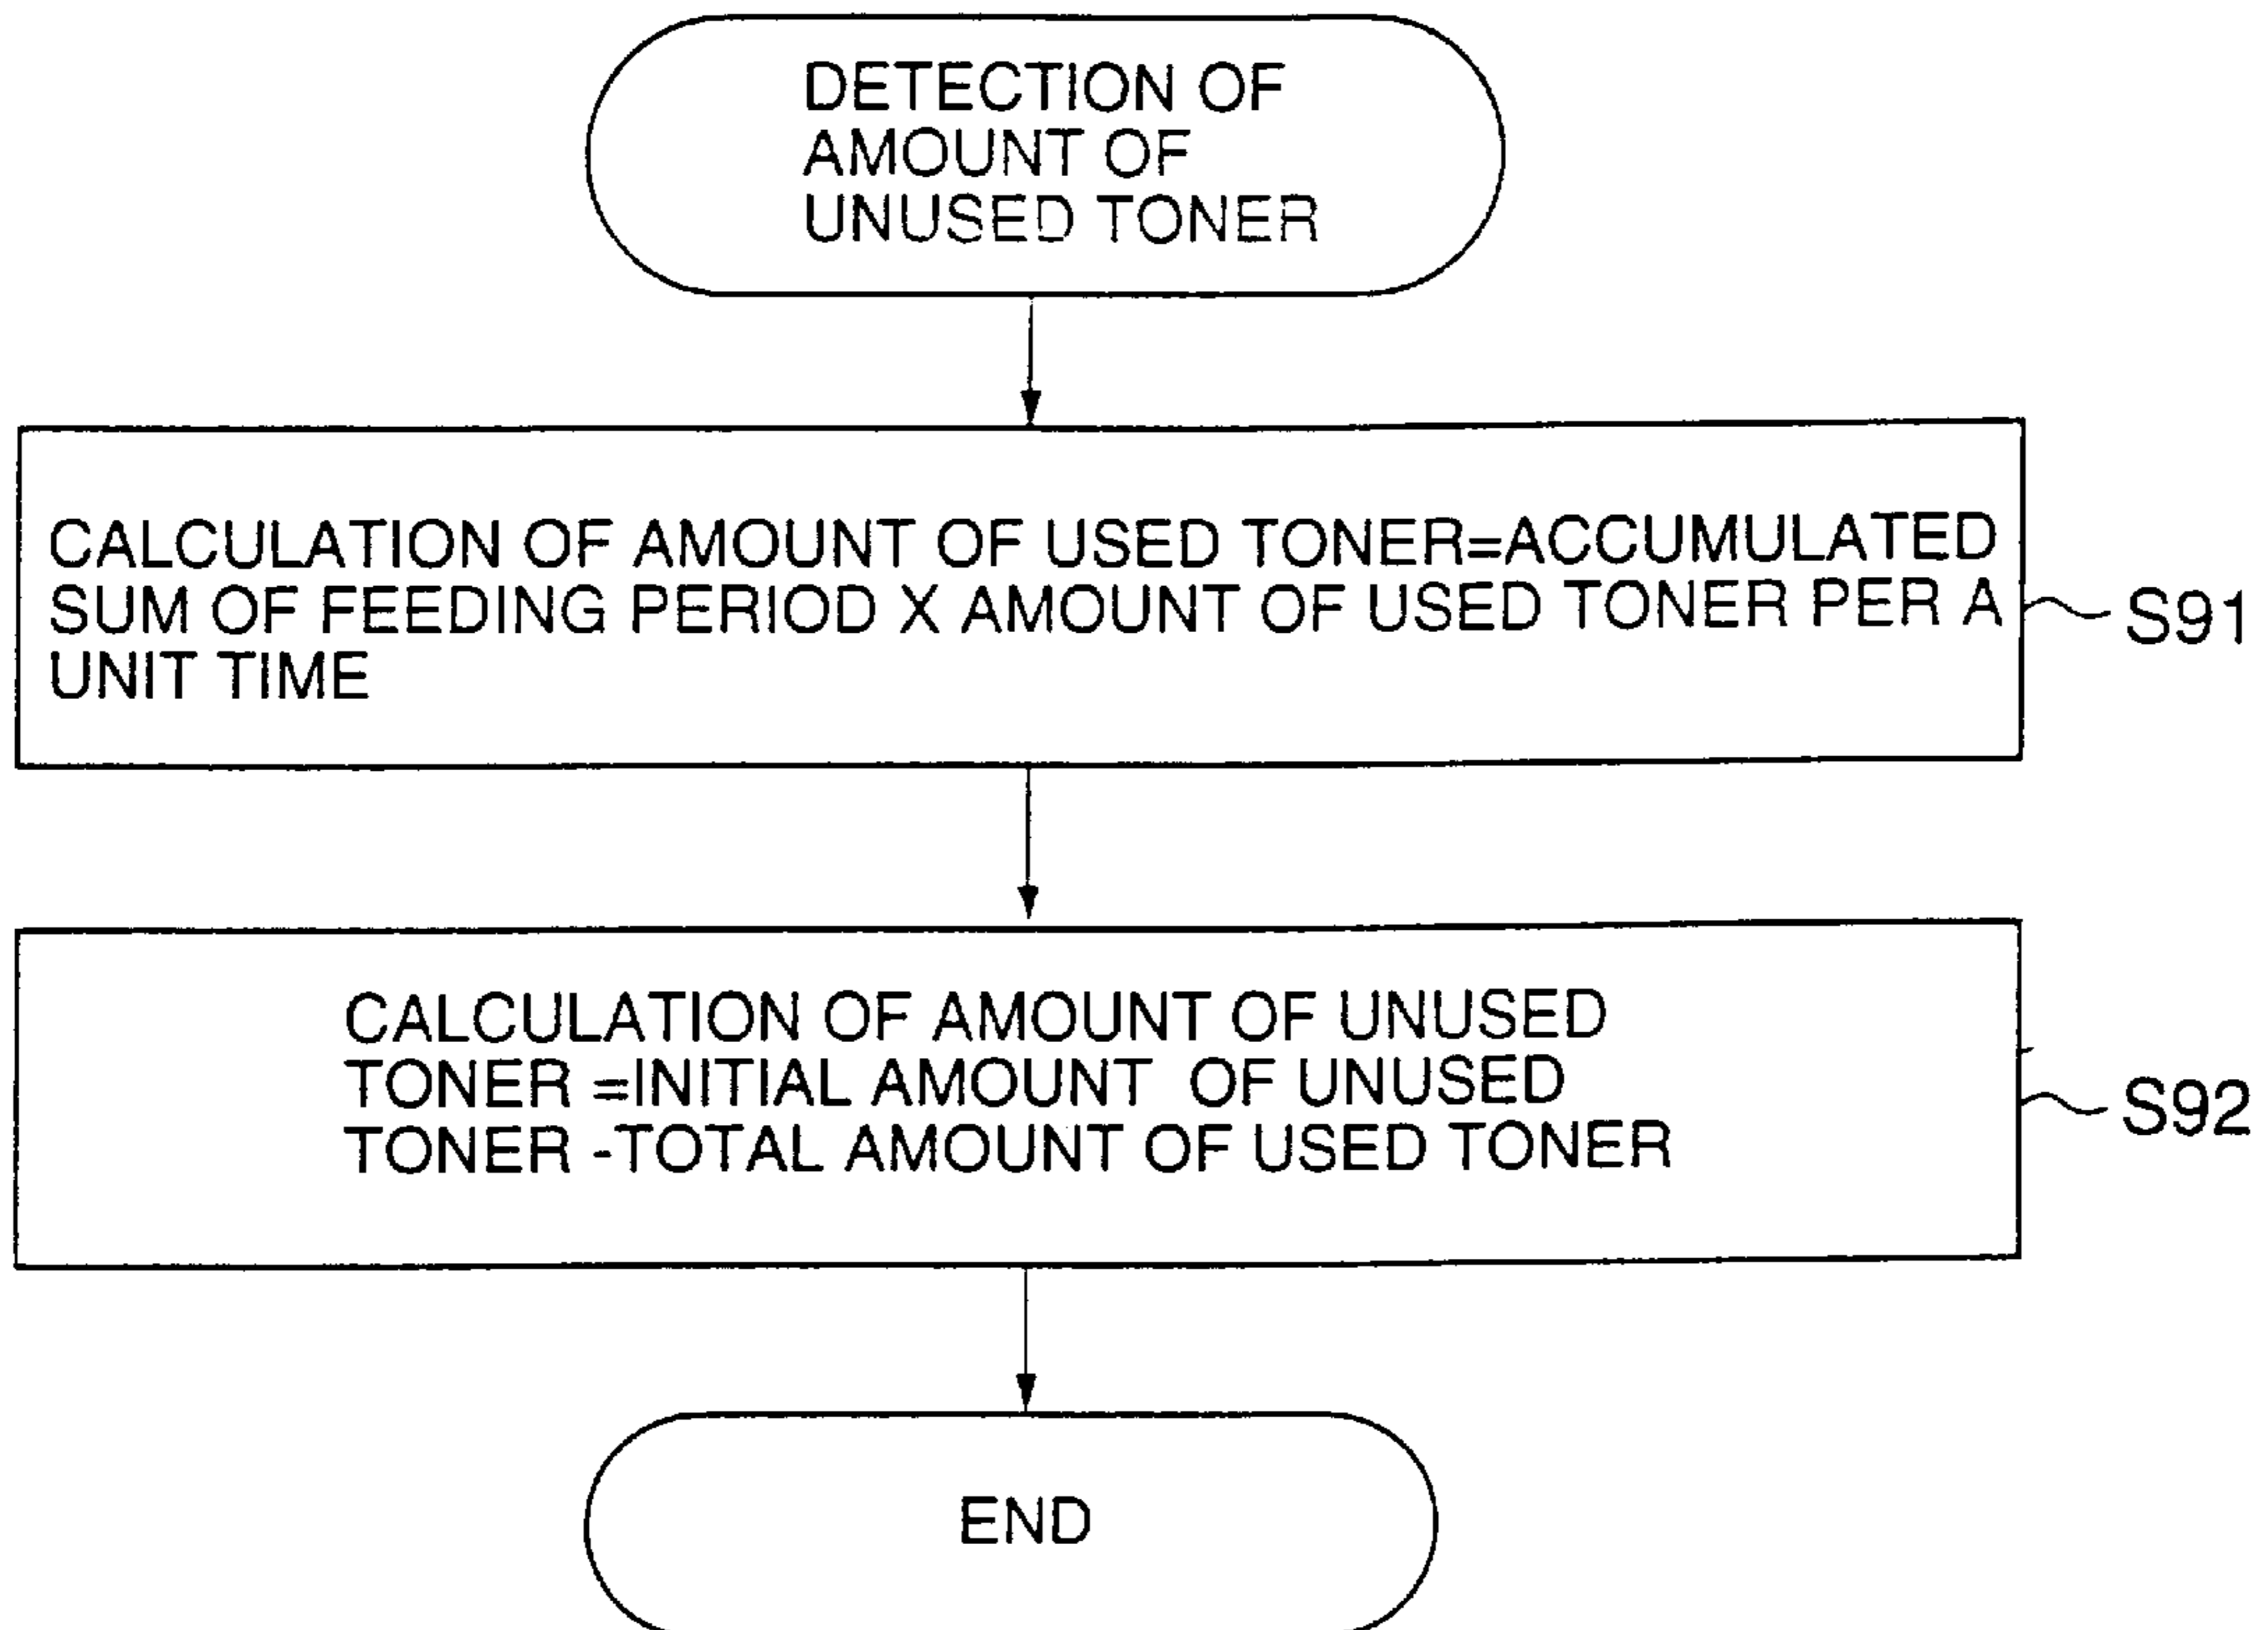 DETECTION OF
AMOUNT OF
UNUSED TONER
CALCULATION OF AMOUNT OF USED TONER=ACCUMULATED
SUM OF FEEDING PERIOD X AMOUNT OF USED TONER PER A
UNIT TIME
S91
CALCULATION OF AMOUNT OF UNUSED
TONER =INITIAL AMOUNT OF UNUSED
TONER -TOTAL AMOUNT OF USED TONER
S92
END